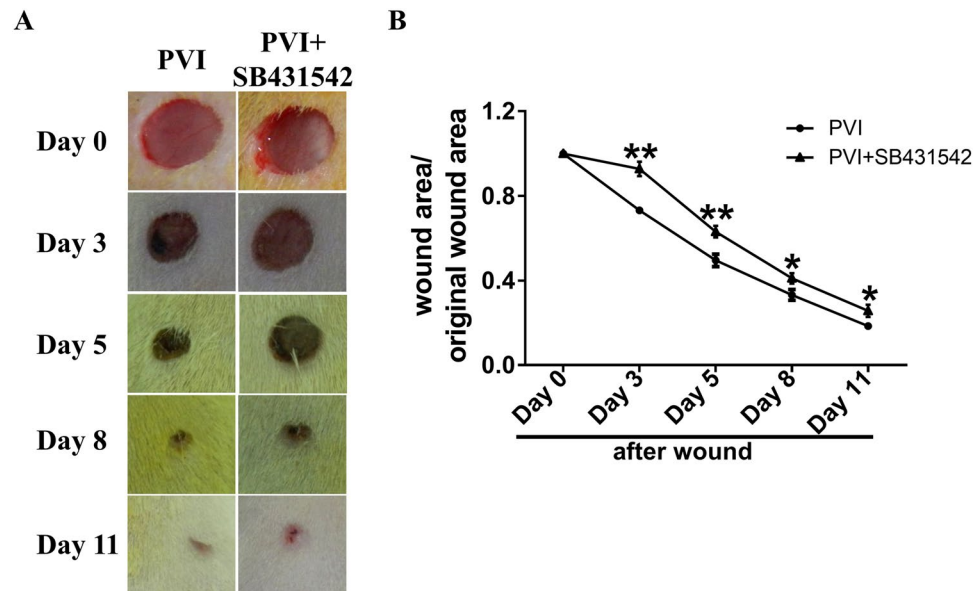 A
PVI
PVI+
SB431542
Day 0
Day 3
Day 5
Day 8
Day 11
B
wound area/
original wound area
1.2
0.8
0.4
0.0
**
**
*
*
PVI
PVI+SB431542
Day 0
Day 3
Day 5
Day 8
Day 11
after wound